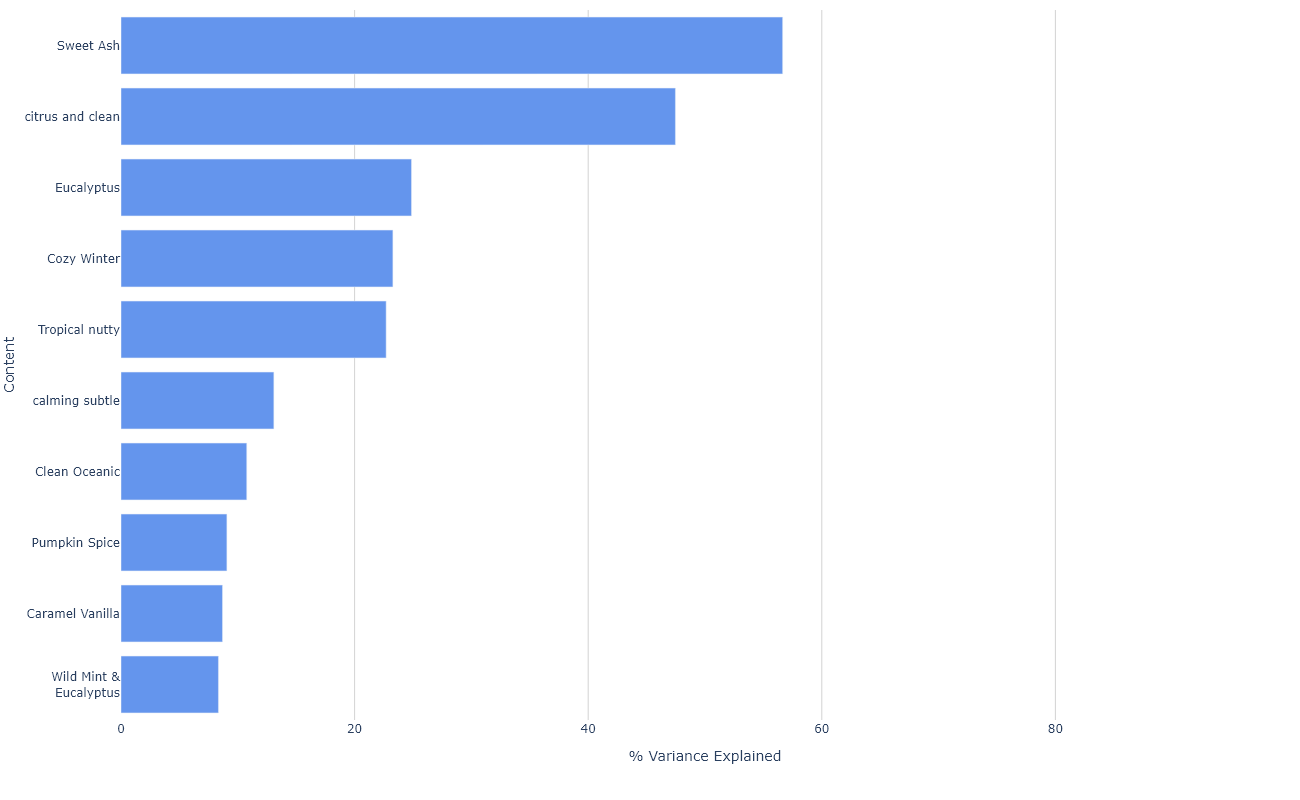 Sweet Ash
citrus and clean
Eucalyptus
Cozy Winter
Tropical nutty
calming subtle
Clean Oceanic
Pumpkin Spice
Caramel Vanilla
Wild Mint &
Eucalyptus
Content
0 20 40 60 80
% Variance Explained